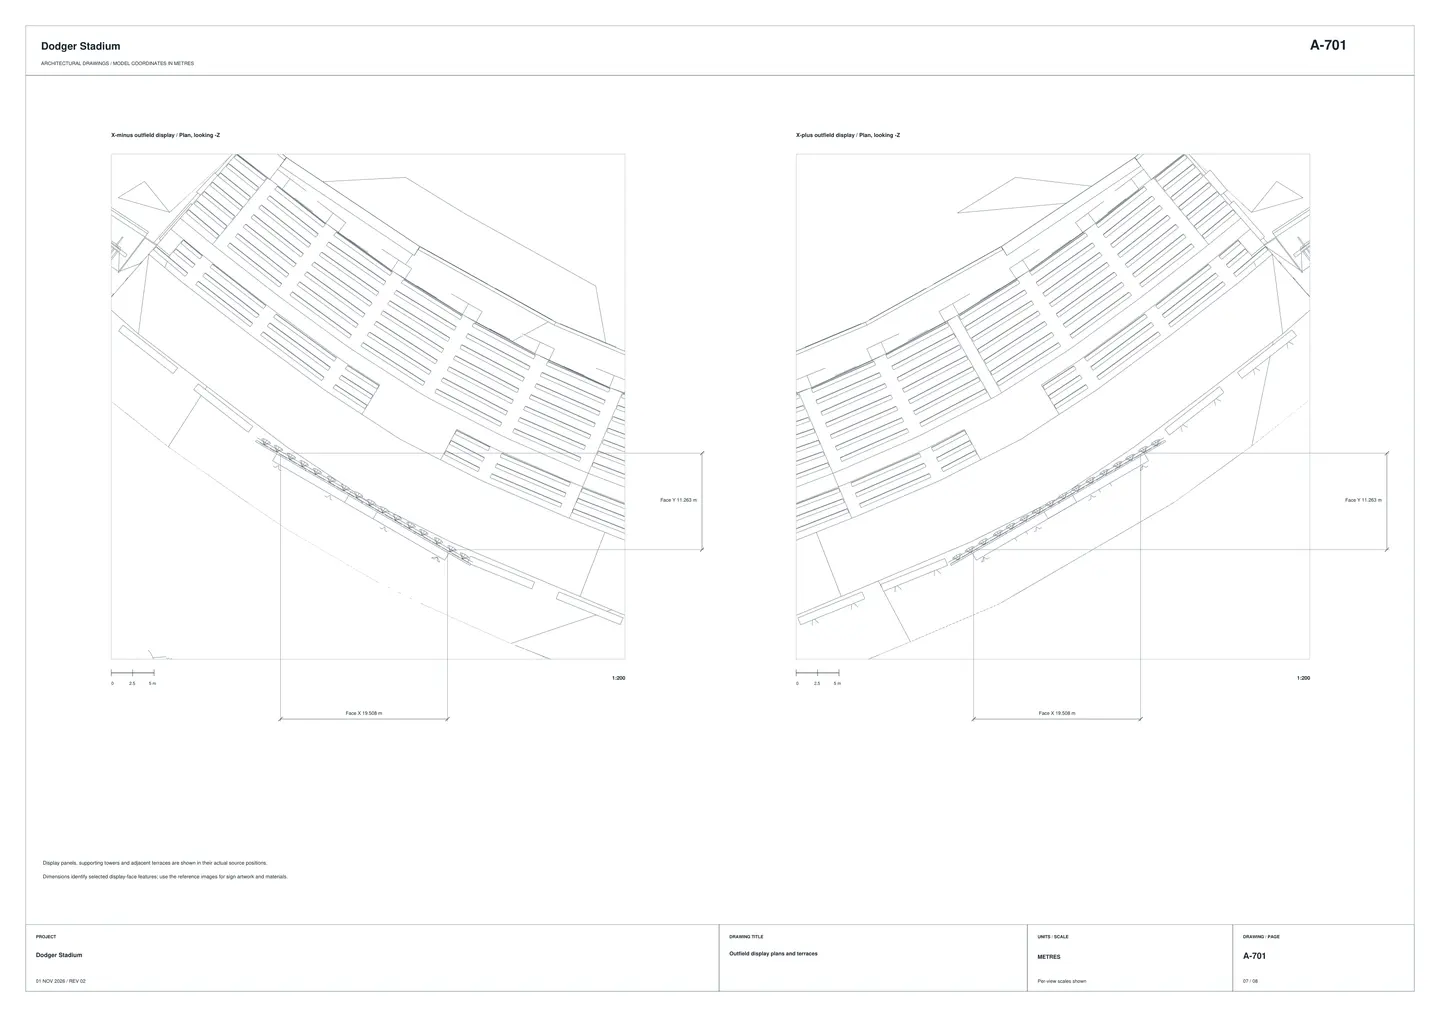 Dodger Stadium
A-701
ARCHITECTURAL DRAWINGS / MODEL COORDINATES IN METRES
X-minus outfield display / Plan, looking -Z
X-plus outfield display / Plan, looking -Z
Face Y 11.263 m
Face Y 11.263 m
0 2.5 5 m
1:200
0 2.5 5 m
1:200
Face X 19.508 m
Face X 19.508 m
Display panels, supporting towers and adjacent terraces are shown in their actual source positions.
Dimensions identify selected display-face features; use the reference images for sign artwork and materials.
PROJECT
Dodger Stadium
01 NOV 2026 / REV 02
DRAWING TITLE
Outfield display plans and terraces
UNITS / SCALE
METRES
Per-view scales shown
DRAWING / PAGE
A-701
07 / 08